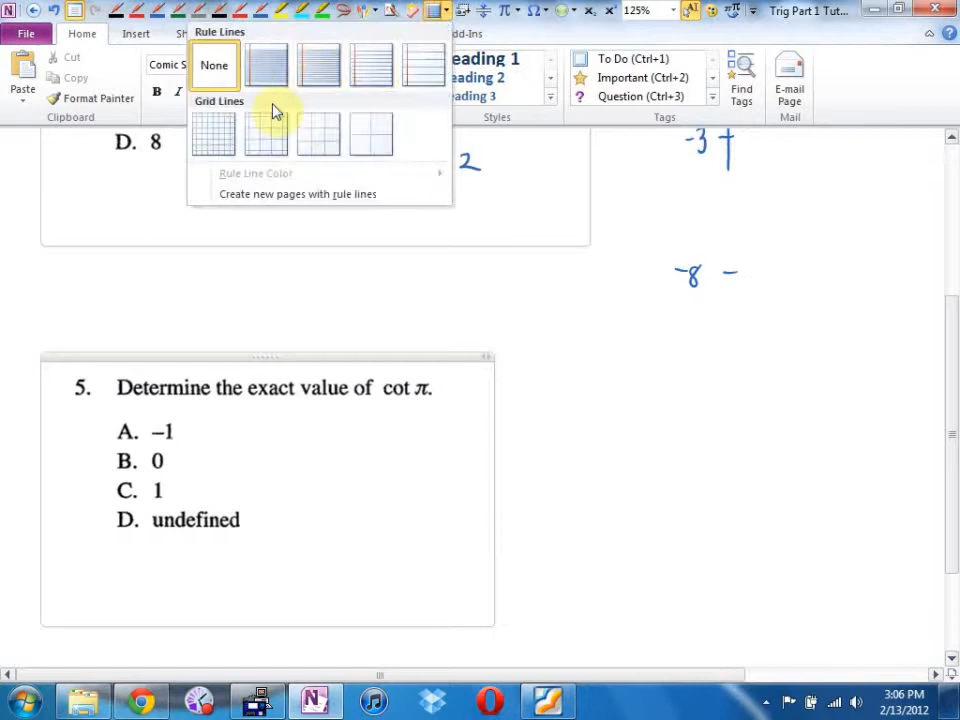 125%
Trig Part 1 Tut...
File
Home
Insert
Sh
dd-Ins
Rule Lines
None
Grid Lines
Rule Line Color
Create new pages with rule lines
Paste
Cut
Copy
Format Painter
Clipboard
Comic S
B I
eading 1
eading 2
eading 3
Styles
To Do (Ctrl+1)
Important (Ctrl+2)
Question (Ctrl+3)
Tags
Find
Tags
E-mail
Page
Mail
D. 8
2
-3
-8 -
5. Determine the exact value of cot π.
A. –1
B. 0
C. 1
D. undefined
3:06 PM
2/13/2012